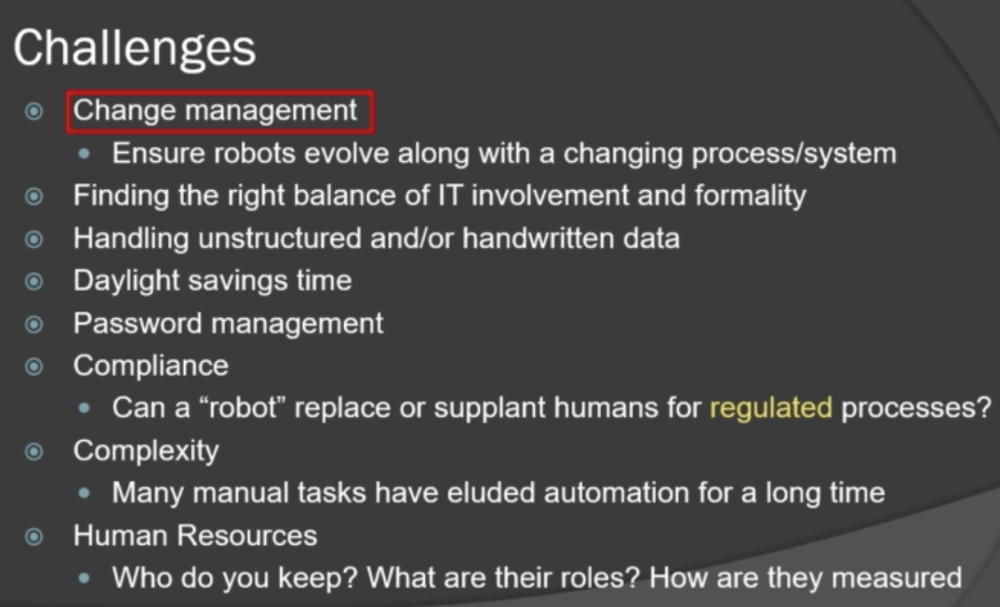 Challenges
Change management
Ensure robots evolve along with a changing process/system
Finding the right balance of IT involvement and formality
Handling unstructured and/or handwritten data
Daylight savings time
Password management
Compliance
Can a “robot” replace or supplant humans for regulated processes?
Complexity
Many manual tasks have eluded automation for a long time
Human Resources
Who do you keep? What are their roles? How are they measured